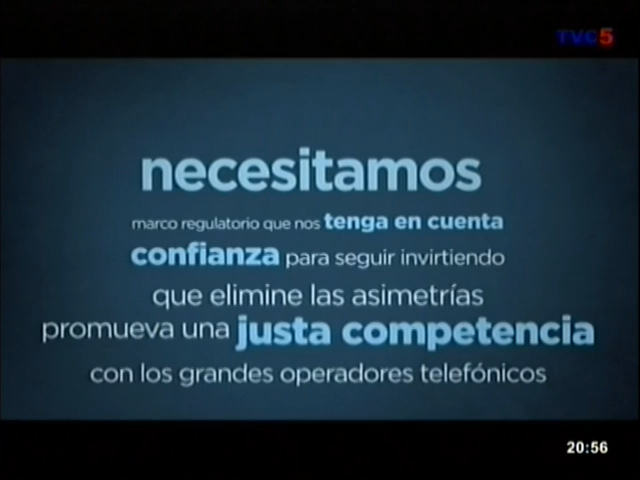 TVC5
necesitamos
marco regulatorio que nos tenga en cuenta
confianza para seguir invirtiendo
que elimine las asimetrías
promueva una justa competencia
con los grandes operadores telefónicos
20:56